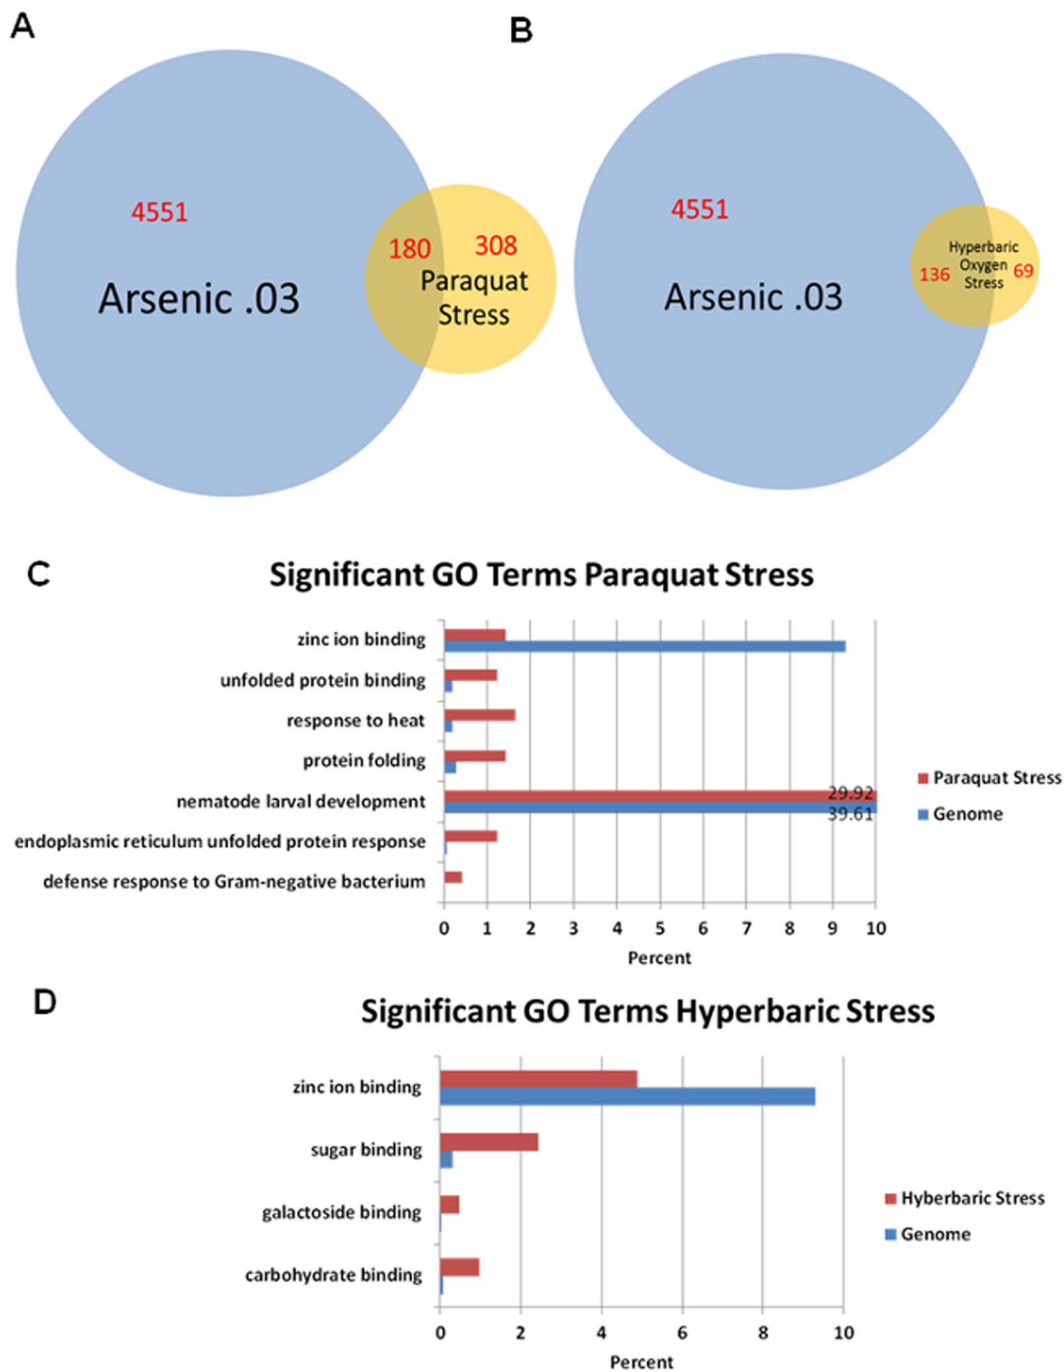 A
4551
Arsenic .03
180
308
Paraquat
Stress
B
4551
Arsenic .03
Hyperbaric
Oxygen
Stress
136
69
C
Significant GO Terms Paraquat Stress
zinc ion binding
unfolded protein binding
response to heat
protein folding
nematode larval development
endoplasmic reticulum unfolded protein response
defense response to Gram-negative bacterium
29.92
39.61
0 1 2 3 4 5 6 7 8 9 10
Percent
Paraquat Stress
Genome
D
Significant GO Terms Hyperbaric Stress
zinc ion binding
sugar binding
galactoside binding
carbohydrate binding
0 2 4 6 8 10
Percent
Hyberbaric Stress
Genome